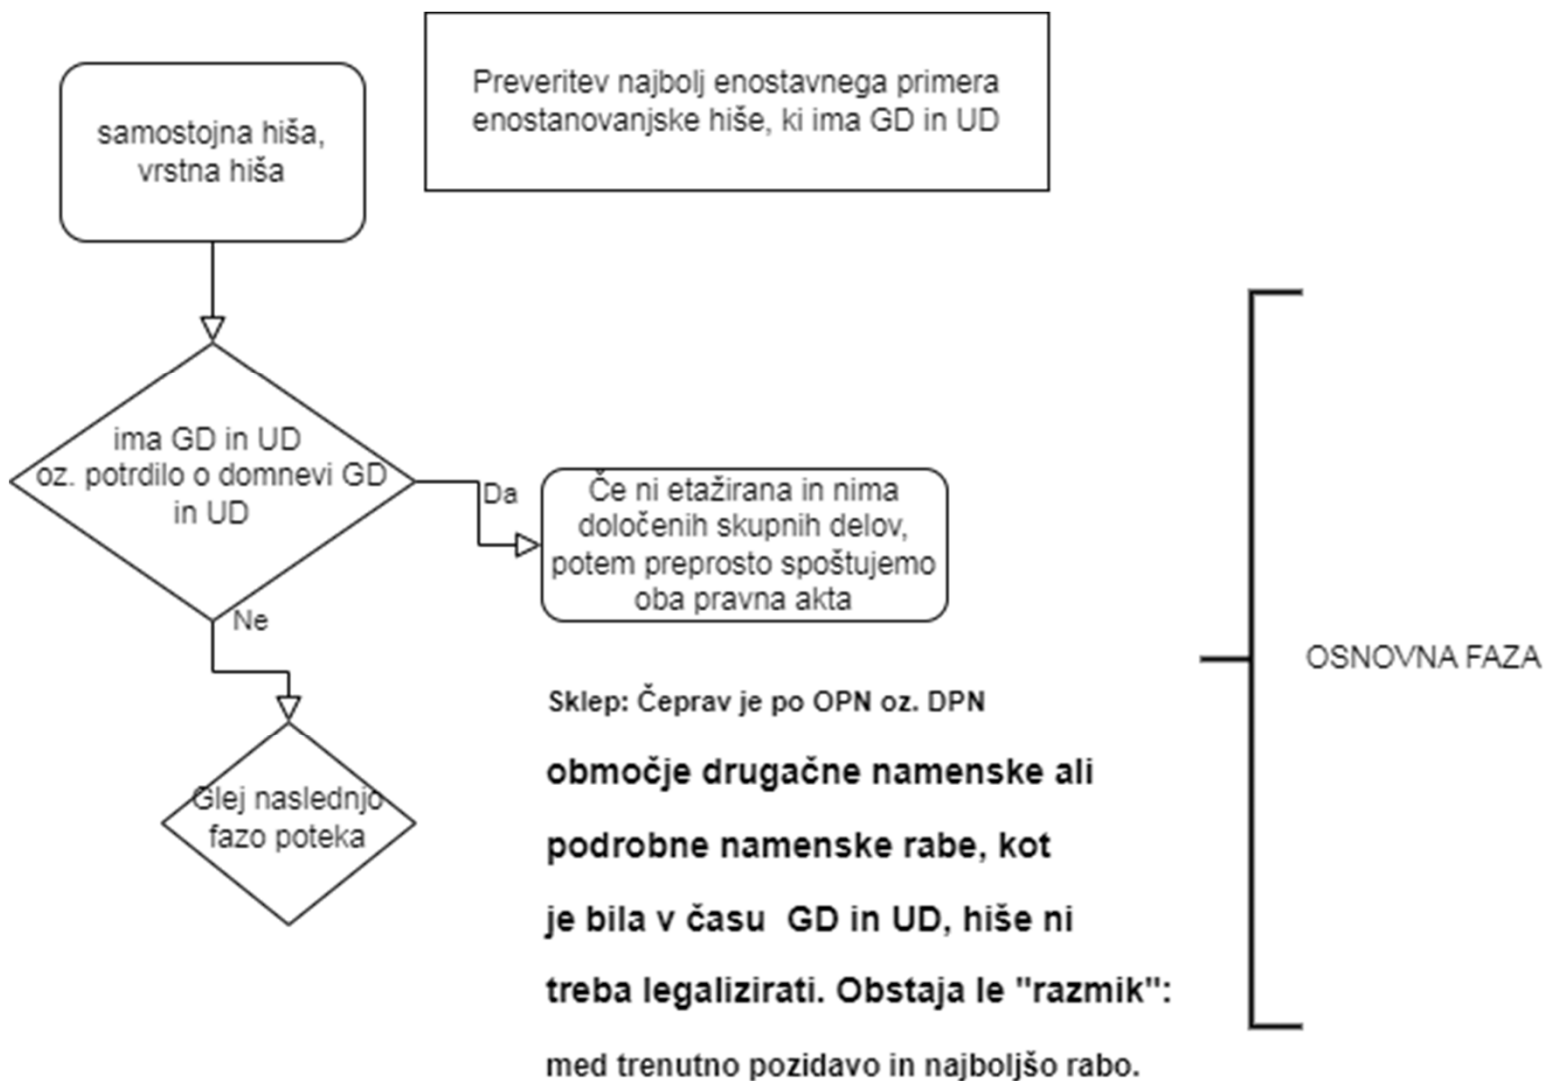 Preveritev najbolj enostavnega primera
enostanovanjske hiše, ki ima GD in UD
samostojna hiša,
vrstna hiša
ima GD in UD
oz. potrdilo o domnevi GD
in UD
Da
Če ni etažirana in nima
določenih skupnih delov,
potem preprosto spoštujemo
oba pravna akta
Ne
Glej naslednjo
fazo poteka
Sklep: Čeprav je po OPN oz. DPN
območje drugačne namenske ali
podrobne namenske rabe, kot
je bila v času  GD in UD, hiše ni
treba legalizirati. Obstaja le "razmik":
med trenutno pozidavo in najboljšo rabo.
OSNOVNA FAZA